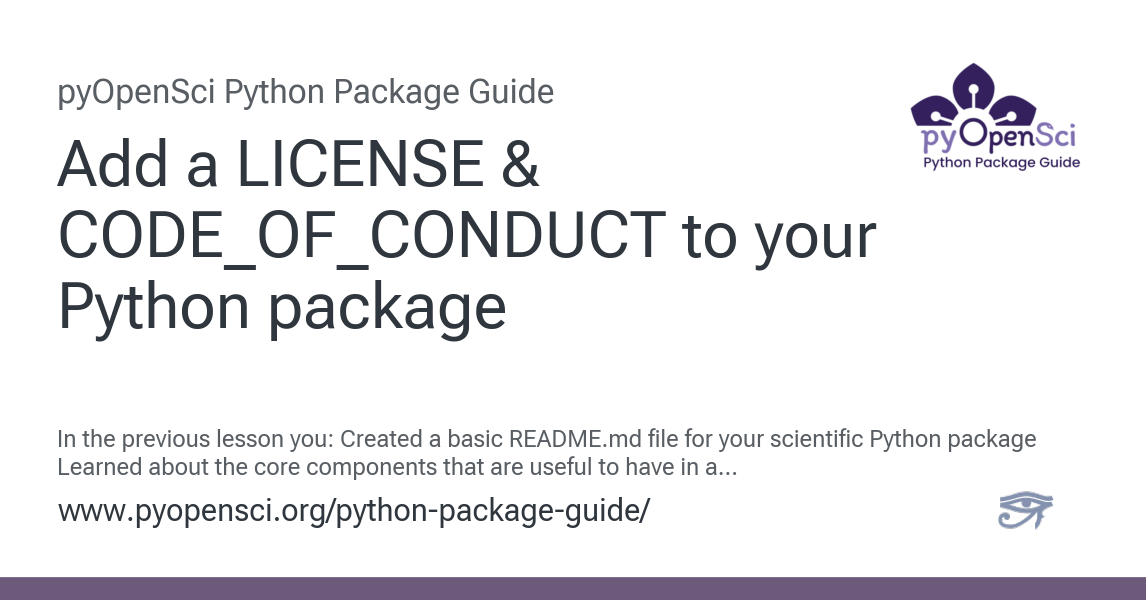 pyOpenSci Python Package Guide
Add a LICENSE &
CODE_OF_CONDUCT to your
Python package
pyOpenSci
Python Package Guide
In the previous lesson you: Created a basic README.md file for your scientific Python package
Learned about the core components that are useful to have in a...
www.pyopensci.org/python-package-guide/